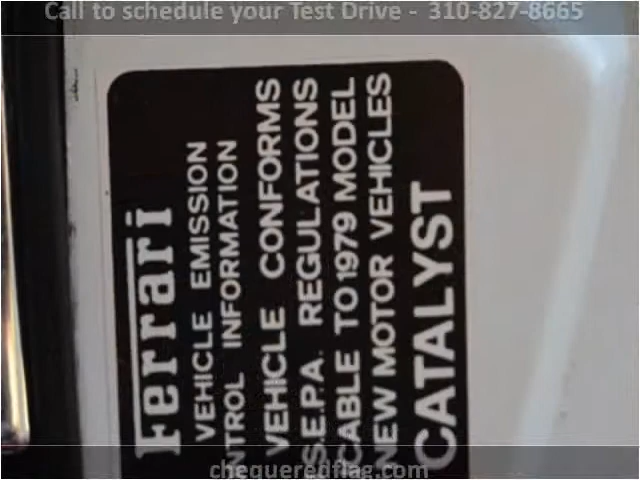 Call to schedule your Test Drive - 310-827-8665
Ferrari
VEHICLE EMISSION
NTROL INFORMATION
VEHICLE CONFORMS
S.E.P.A. REGULATIONS
CABLE TO 1979 MODEL
NEW MOTOR VEHICLES
CATALYST
chequeredflag.com